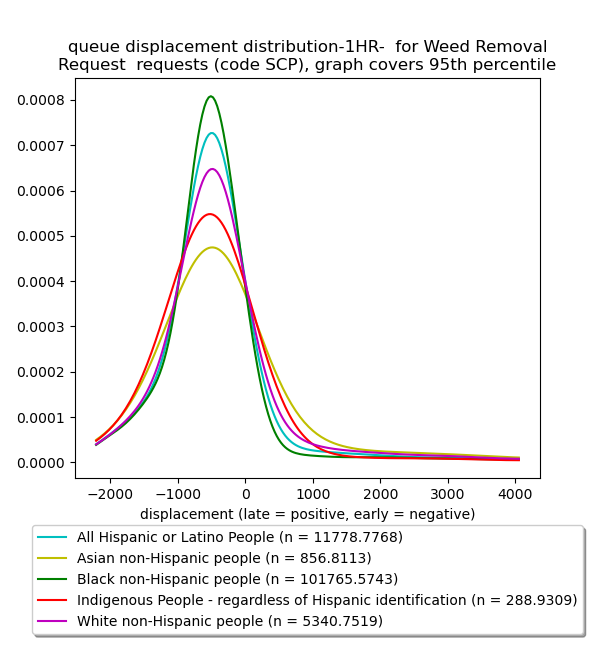 queue displacement distribution-1HR-  for Weed Removal
Request  requests (code SCP), graph covers 95th percentile
0.0008
0.0007
0.0006
0.0005
0.0004
0.0003
0.0002
0.0001
0.0000
−2000 −1000 0 1000 2000 3000 4000
displacement (late = positive, early = negative)
All Hispanic or Latino People (n = 11778.7768)
Asian non-Hispanic people (n = 856.8113)
Black non-Hispanic people (n = 101765.5743)
Indigenous People - regardless of Hispanic identification (n = 288.9309)
White non-Hispanic people (n = 5340.7519)